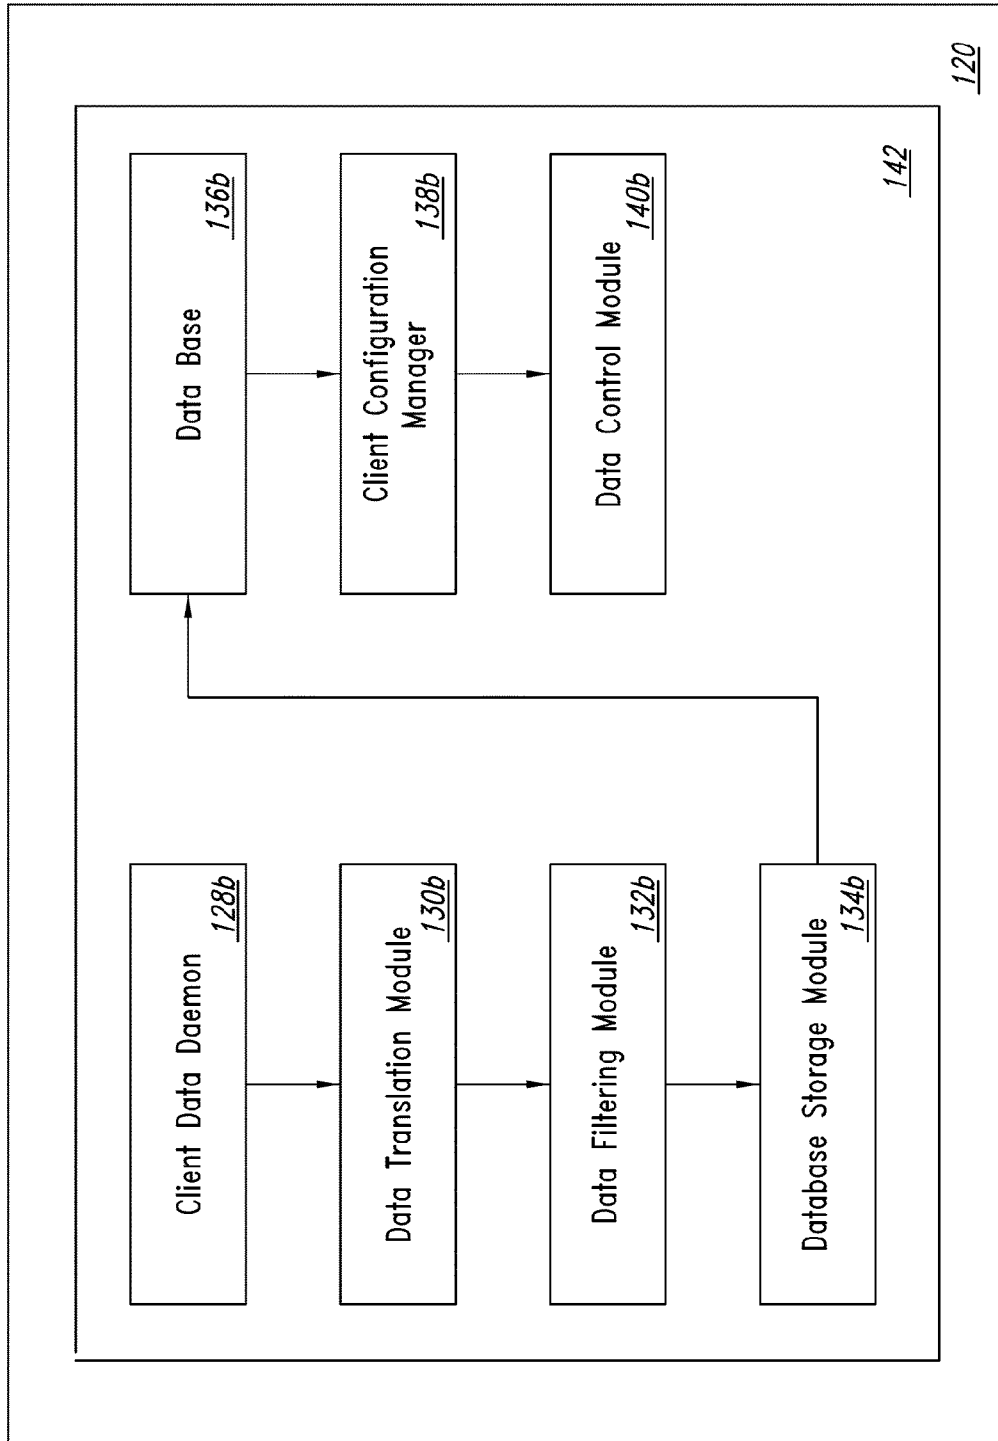 Client Data Daemon
128b
Data Translation Module
130b
Data Filtering Module
132b
Database Storage Module
134b
Data Base
136b
Client Configuration
Manager
138b
Data Control Module
140b
142
120